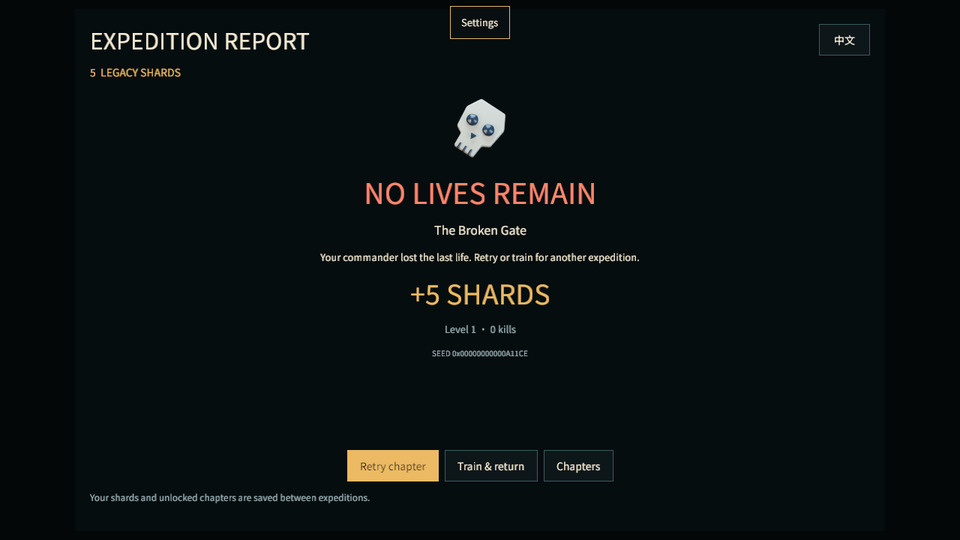 Settings
EXPEDITION REPORT
中文
5 LEGACY SHARDS
NO LIVES REMAIN
The Broken Gate
Your commander lost the last life. Retry or train for another expedition.
+5 SHARDS
Level 1 · 0 kills
SEED 0x00000000000A11CE
Retry chapter
Train & return
Chapters
Your shards and unlocked chapters are saved between expeditions.